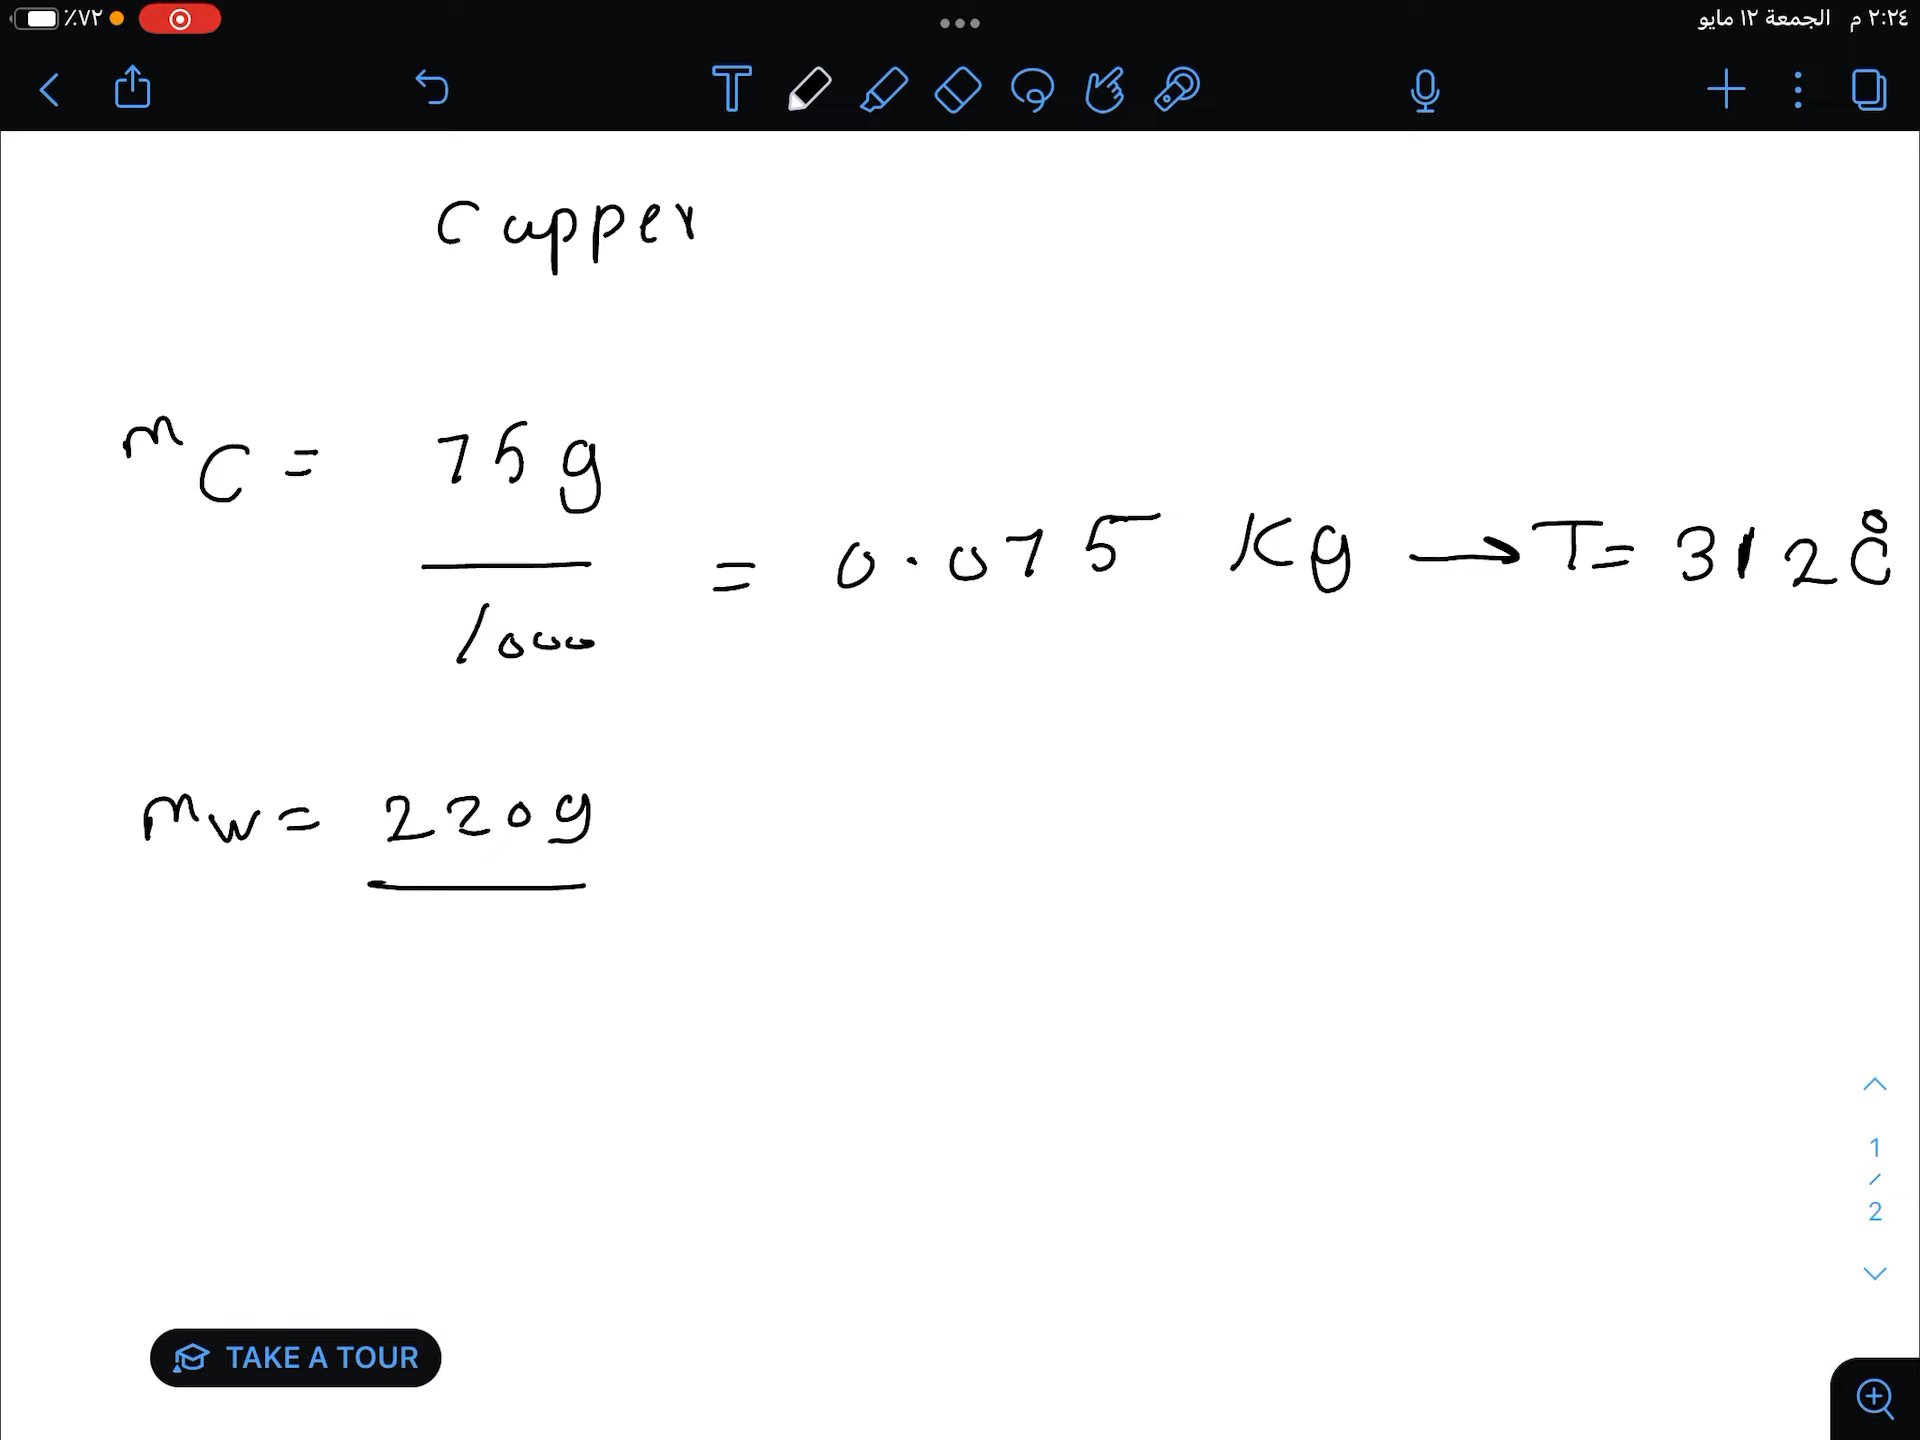 ٪٧٢ ٢:٢٤ م الجمعة ١٢ مايو
T
Capper
mC = 75g
1000
= 0.075 Kg → T = 312 °C
mw = 220g
1
/
2
TAKE A TOUR